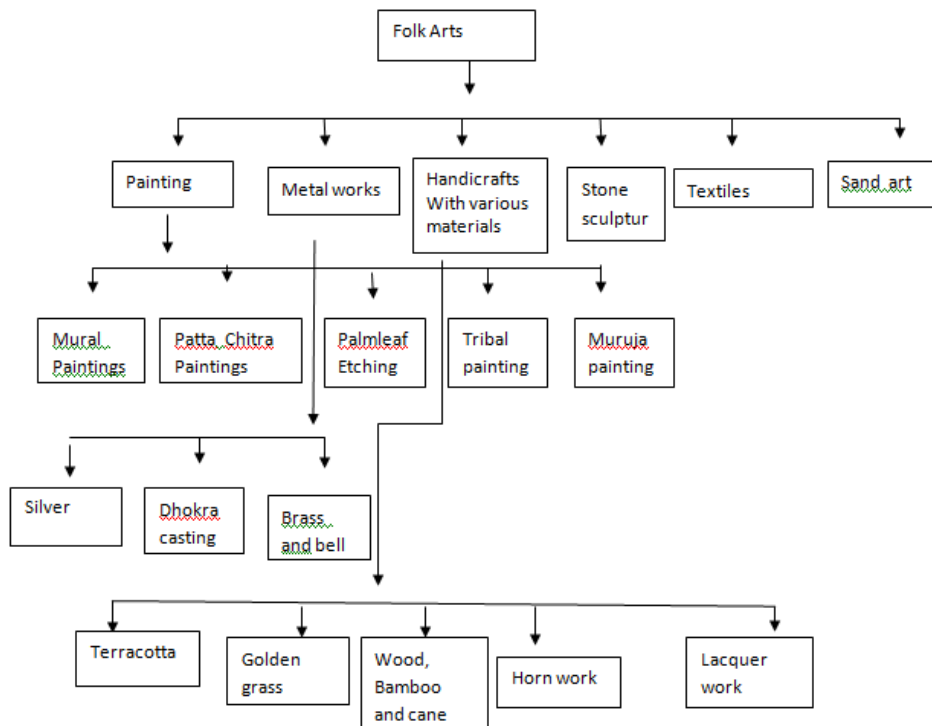 Folk Arts
Painting
Metal works
Handicrafts
With various
materials
Stone
sculptur
Textiles
Sand art
Mural
Paintings
Patta Chitra
Paintings
Palmleaf
Etching
Tribal
painting
Muruja
painting
Silver
Dhokra
casting
Brass
and bell
Terracotta
Golden
grass
Wood,
Bamboo
and cane
Horn work
Lacquer
work